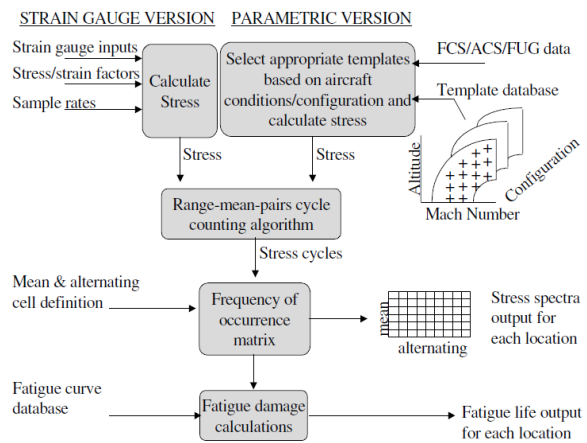 STRAIN GAUGE VERSION
PARAMETRIC VERSION
Strain gauge inputs
Stress/strain factors
Sample rates
Calculate
Stress
Select appropriate templates
based on aircraft
conditions/configuration and
calculate stress
FCS/ACS/FUG data
Template database
Altitude
Configuration
Mach Number
Stress
Stress
Range-mean-pairs cycle
counting algorithm
Stress cycles
Mean & alternating
cell definition
Frequency of
occurrence
matrix
mean
alternating
Stress spectra
output for
each location
Fatigue curve
database
Fatigue damage
calculations
Fatigue life output
for each location